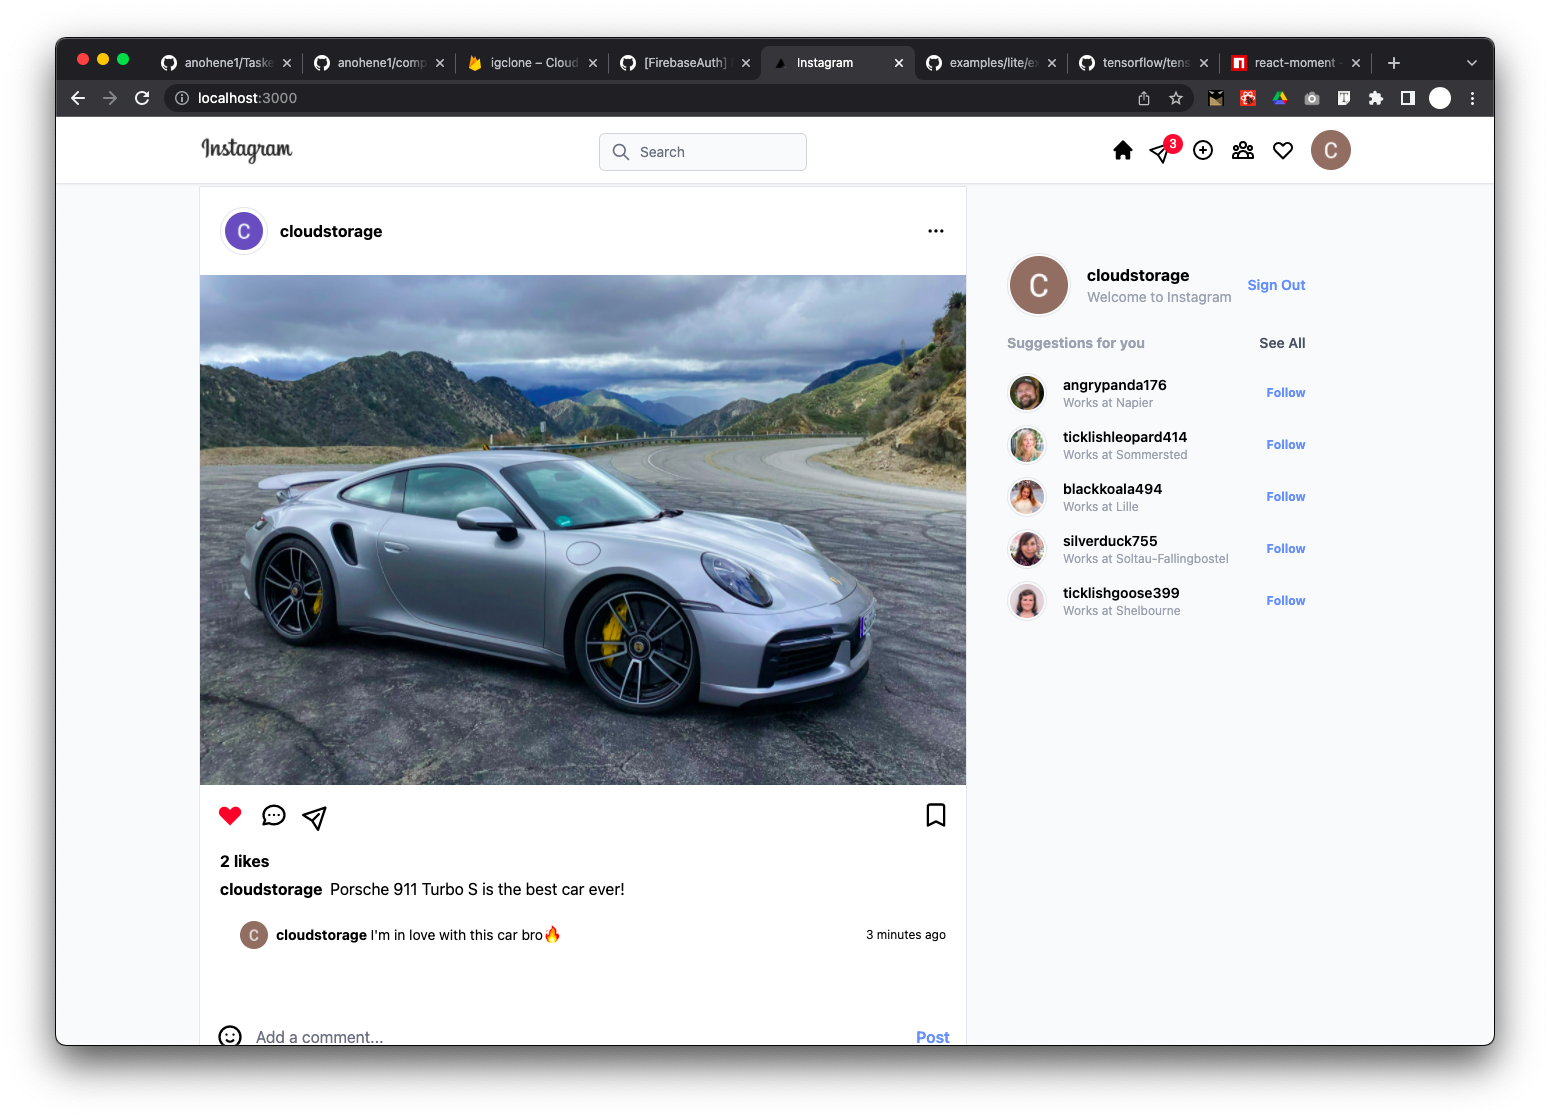 anohene1/Taske
anohene1/comp
igclone – Cloud
[FirebaseAuth]
Instagram
examples/lite/ex
tensorflow/tens
react-moment -
localhost:3000
Instagram
Search
3
C
C
cloudstorage
C
cloudstorage
Welcome to Instagram
Sign Out
Suggestions for you
See All
angrypanda176
Works at Napier
Follow
ticklishleopard414
Works at Sommersted
Follow
blackkoala494
Works at Lille
Follow
silverduck755
Works at Soltau-Fallingbostel
Follow
ticklishgoose399
Works at Shelbourne
Follow
2 likes
cloudstorage Porsche 911 Turbo S is the best car ever!
C cloudstorage I'm in love with this car bro🔥 3 minutes ago
Add a comment...
Post